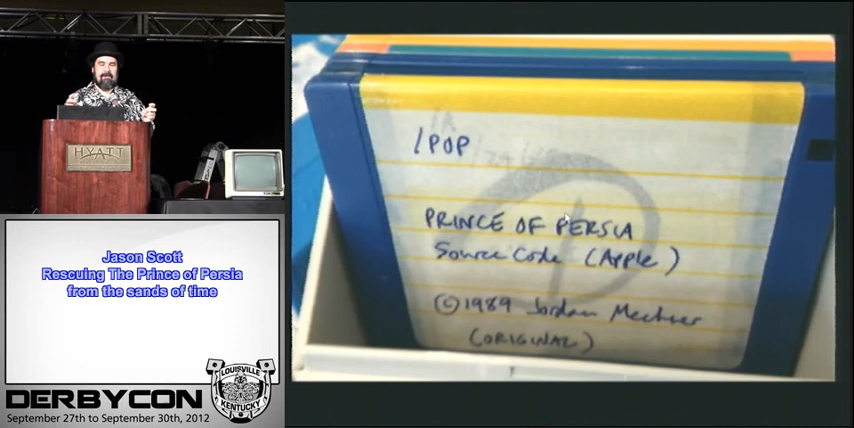 HYATT
Jason Scott
Rescuing The Prince of Persia
from the sands of time
DERBYCON
LOUISVILLE
KENTUCKY
September 27th to September 30th, 2012
/POP
PRINCE OF PERSIA
Source Code (Apple)
©1989 Jordan Mechner
(ORIGINAL)